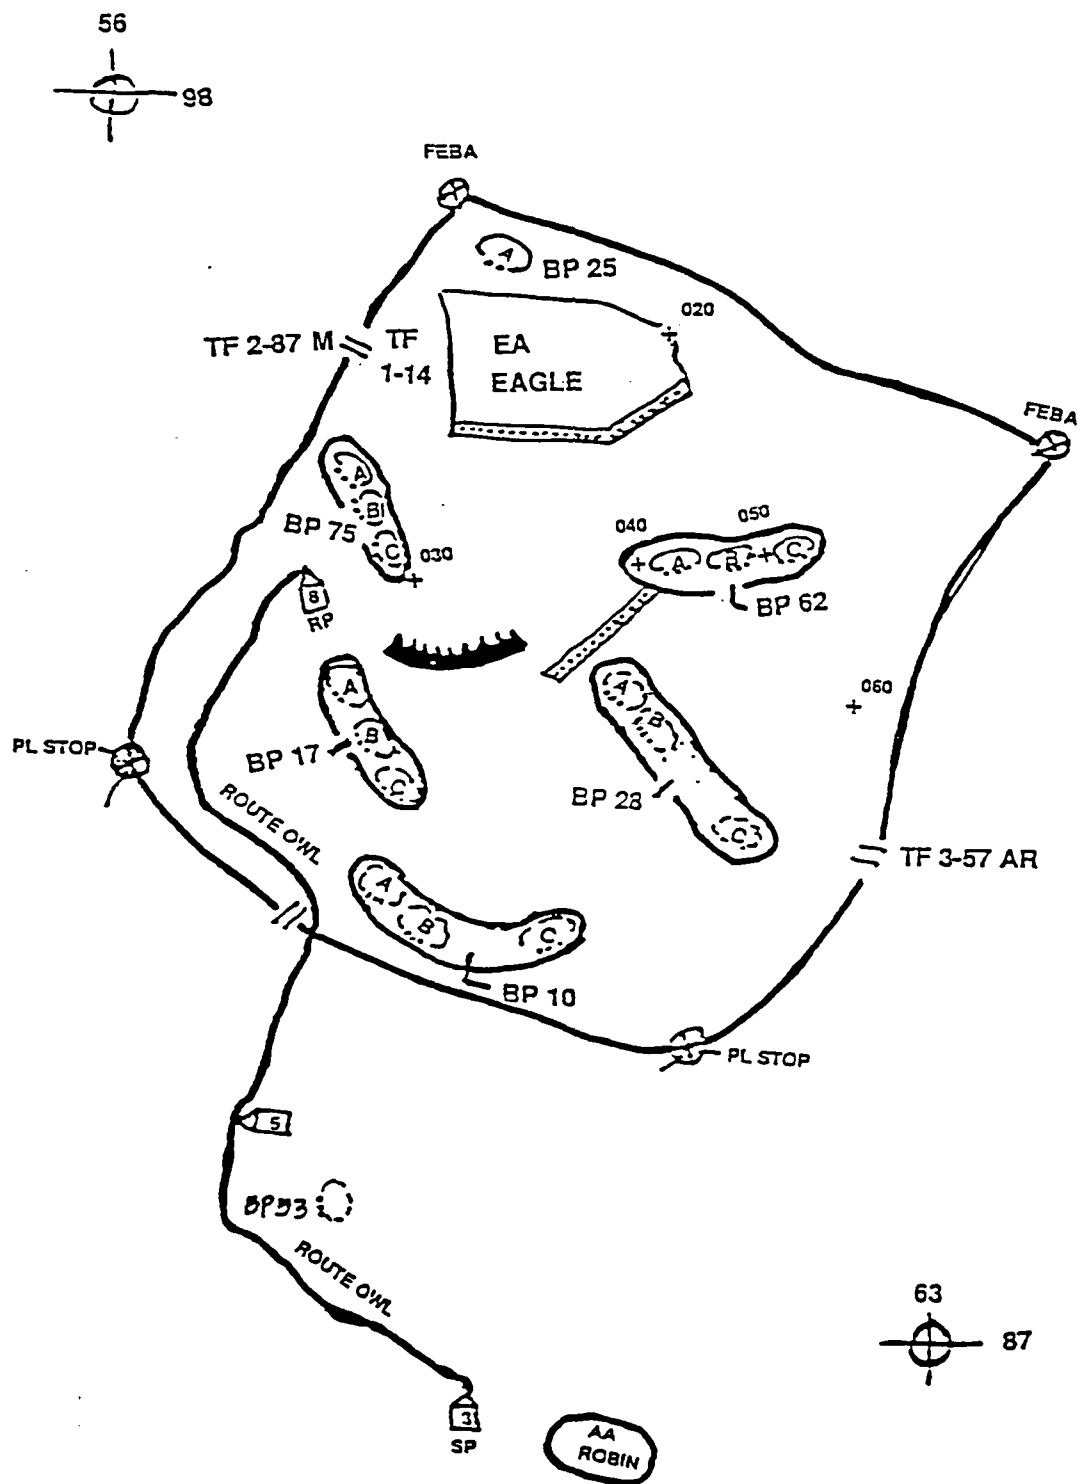 56
98
FEBA
A
BP 25
020
TF 2-87 M
TF
1-14
EA
EAGLE
FEBA
A
B
C
BP 75
030
040
050
A
B
C
BP 62
8
RP
060
A
B
C
BP 17
PL STOP
A
B
C
BP 28
ROUTE OWL
TF 3-57 AR
A
B
C
BP 10
PL STOP
5
BP 53
ROUTE OWL
63
87
3
SP
AA
ROBIN